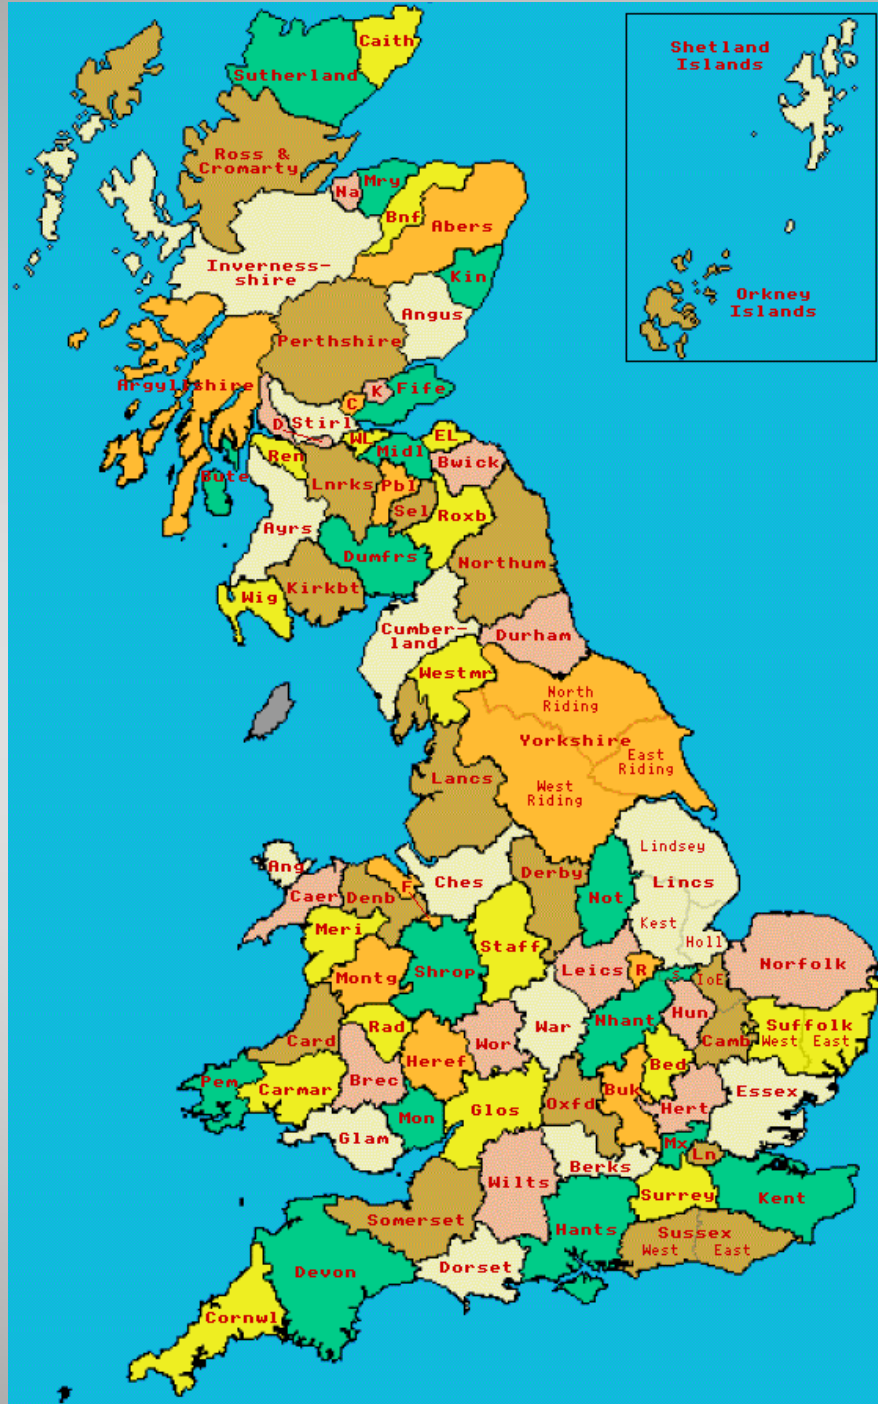 Caith
Shetland
Islands
Sutherland
Ross &
Cromarty
Na
Mry
Bnf
Abers
Inverness-
shire
Kin
Orkney
Islands
Angus
Perthshire
Argyllshire
K
Fife
C
D
Stirl
WL
EL
Midl
Ren
Bwick
Bute
Lnrks
Pbl
Sel
Roxb
Ayrs
Dumfrs
Northum
Kirkbt
Wig
Cumber-
land
Durham
Westmr
North
Riding
Yorkshire
East
Riding
Lancs
West
Riding
Lindsey
Ang
Derby
Ches
Lincs
F
Caer
Denb
Not
Kest
Meri
Holl
Staff
Norfolk
Shrop
Leics
R
S
IoE
Montg
Hun
Nhant
Rad
War
Suffolk
West
East
Card
Wor
Camb
Heref
Bed
Pem
Brec
Carmar
Buk
Essex
Glos
Oxfd
Hert
Mon
Glam
Mx
Ln
Berks
Wilts
Surrey
Kent
Somerset
Hants
Sussex
West
East
Dorset
Devon
Cornwl